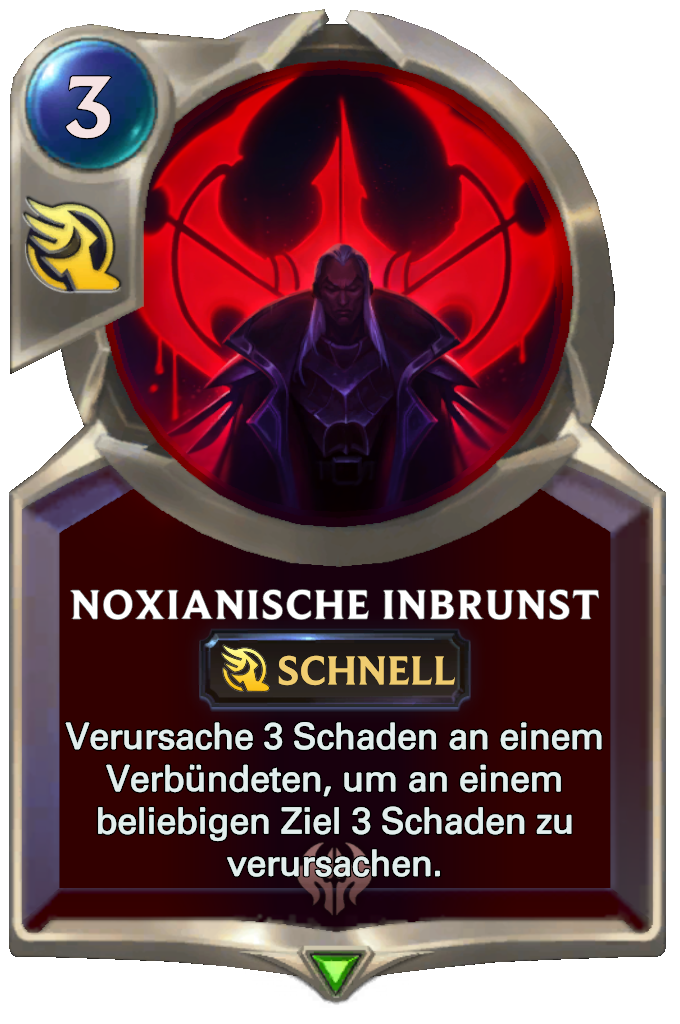 3
NOXIANISCHE INBRUNST
SCHNELL
Verursache 3 Schaden an einem
Verbündeten, um an einem
beliebigen Ziel 3 Schaden zu
verursachen.